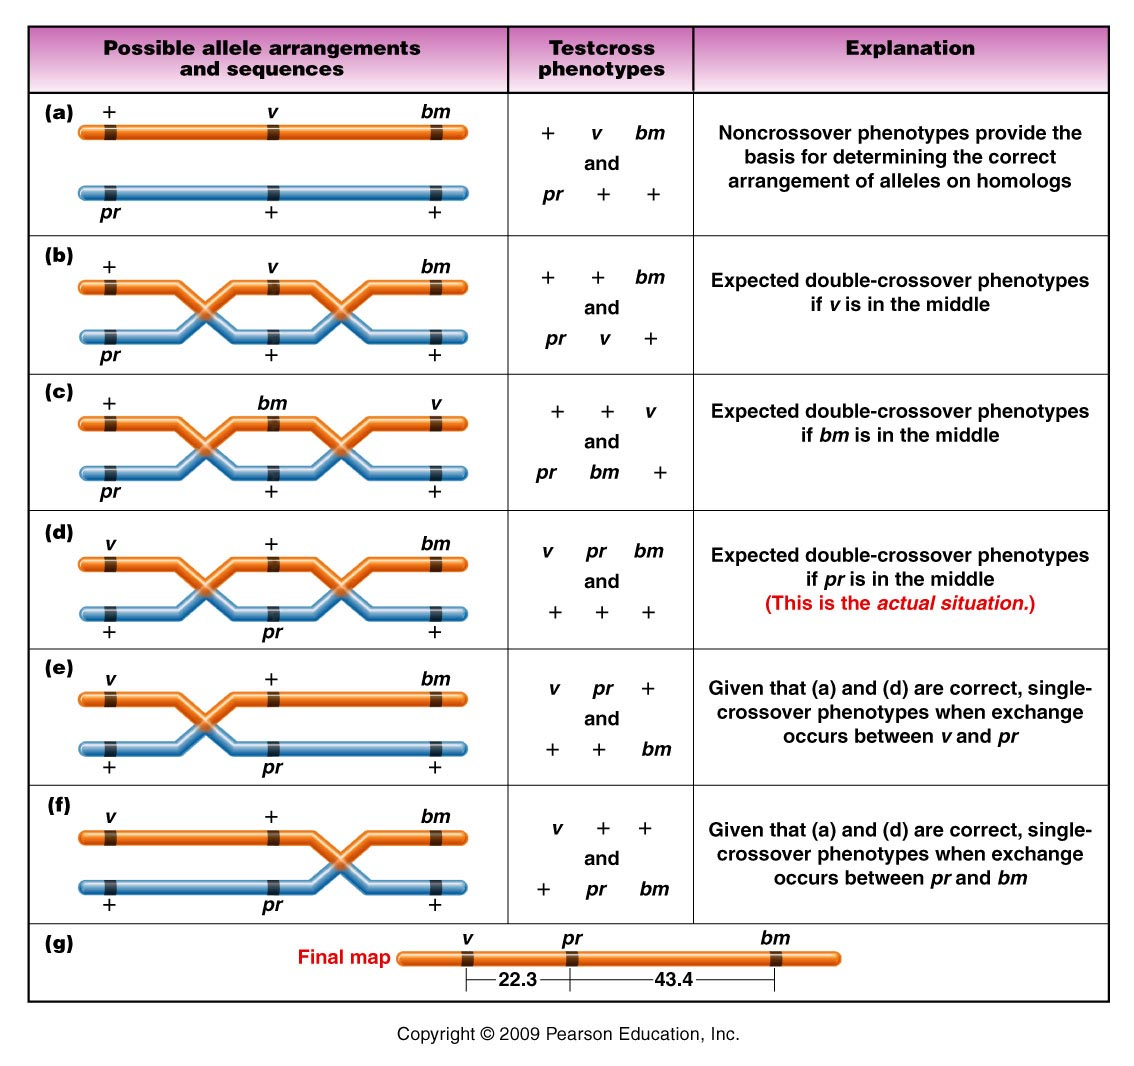 Possible allele arrangements
and sequences
Testcross
phenotypes
Explanation
(a)
+ v bm
pr + +
+ v bm
and
pr + +
Noncrossover phenotypes provide the
basis for determining the correct
arrangement of alleles on homologs
(b)
+ v bm
pr + +
+ + bm
and
pr v +
Expected double-crossover phenotypes
if v is in the middle
(c)
+ bm v
pr + +
+ + v
and
pr bm +
Expected double-crossover phenotypes
if bm is in the middle
(d)
v + bm
+ pr +
v pr bm
and
+ + +
Expected double-crossover phenotypes
if pr is in the middle
(This is the actual situation.)
(e)
v + bm
+ pr +
v pr +
and
+ + bm
Given that (a) and (d) are correct, single-
crossover phenotypes when exchange
occurs between v and pr
(f)
v + bm
+ pr +
v + +
and
+ pr bm
Given that (a) and (d) are correct, single-
crossover phenotypes when exchange
occurs between pr and bm
(g)
v pr bm
Final map
22.3 43.4
Copyright © 2009 Pearson Education, Inc.